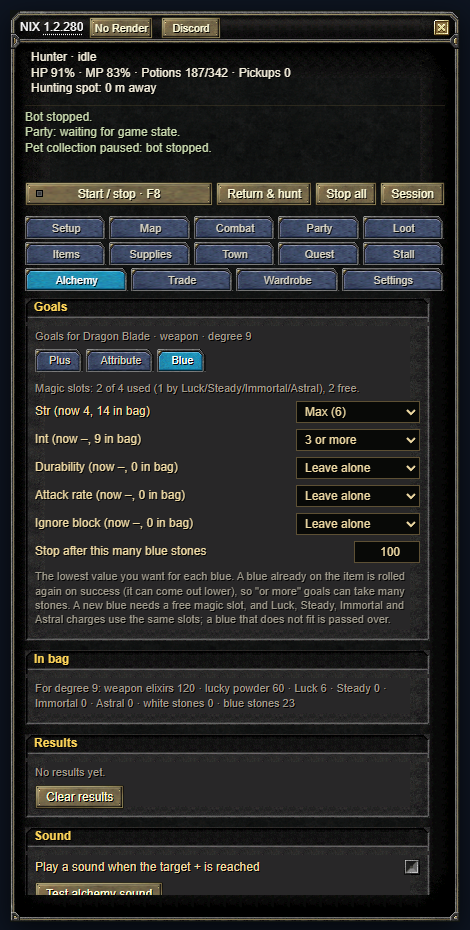 NIX 1.2.280 No Render Discord
Hunter · idle
HP 91% · MP 83% · Potions 187/342 · Pickups 0
Hunting spot: 0 m away
Bot stopped.
Party: waiting for game state.
Pet collection paused: bot stopped.
Start / stop · F8 Return & hunt Stop all Session
Setup Map Combat Party Loot
Items Supplies Town Quest Stall
Alchemy Trade Wardrobe Settings
Goals
Goals for Dragon Blade · weapon · degree 9
Plus Attribute Blue
Magic slots: 2 of 4 used (1 by Luck/Steady/Immortal/Astral), 2 free.
Str (now 4, 14 in bag) Max (6)
Int (now –, 9 in bag) 3 or more
Durability (now –, 0 in bag) Leave alone
Attack rate (now –, 0 in bag) Leave alone
Ignore block (now –, 0 in bag) Leave alone
Stop after this many blue stones 100
The lowest value you want for each blue. A blue already on the item is rolled
again on success (it can come out lower), so "or more" goals can take many
stones. A new blue needs a free magic slot, and Luck, Steady, Immortal and
Astral charges use the same slots; a blue that does not fit is passed over.
In bag
For degree 9: weapon elixirs 120 · lucky powder 60 · Luck 6 · Steady 0 ·
Immortal 0 · Astral 0 · white stones 0 · blue stones 23
Results
No results yet.
Clear results
Sound
Play a sound when the target + is reached
Test alchemy sound